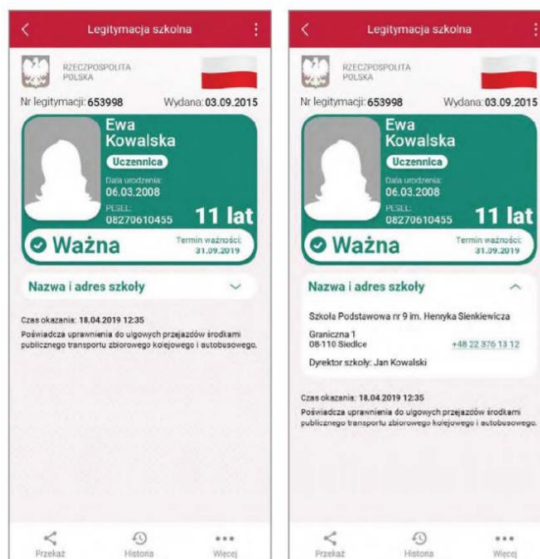 Legitymacja szkolna
RZECZPOSPOLITA
POLSKA
Nr legitymacji: 653998 Wydana: 03.09.2015
Ewa
Kowalska
Uczennica
Data urodzenia:
06.03.2008
PESEL:
08270610455
11 lat
Ważna
Termin ważności:
31.09.2019
Nazwa i adres szkoły
Czas okazania: 18.04.2019 12:35
Poświadcza uprawnienia do ulgowych przejazdów środkami
publicznego transportu zbiorowego kolejowego i autobusowego.
Przekaż Historia Więcej
Legitymacja szkolna
RZECZPOSPOLITA
POLSKA
Nr legitymacji: 653998 Wydana: 03.09.2015
Ewa
Kowalska
Uczennica
Data urodzenia:
06.03.2008
PESEL:
08270610455
11 lat
Ważna
Termin ważności:
31.09.2019
Nazwa i adres szkoły
Szkoła Podstawowa nr 9 im. Henryka Sienkiewicza
Graniczna 1
08-110 Siedlce +48 22 376 13 12
Dyrektor szkoły: Jan Kowalski
Czas okazania: 18.04.2019 12:35
Poświadcza uprawnienia do ulgowych przejazdów środkami
publicznego transportu zbiorowego kolejowego i autobusowego.
Przekaż Historia Więcej